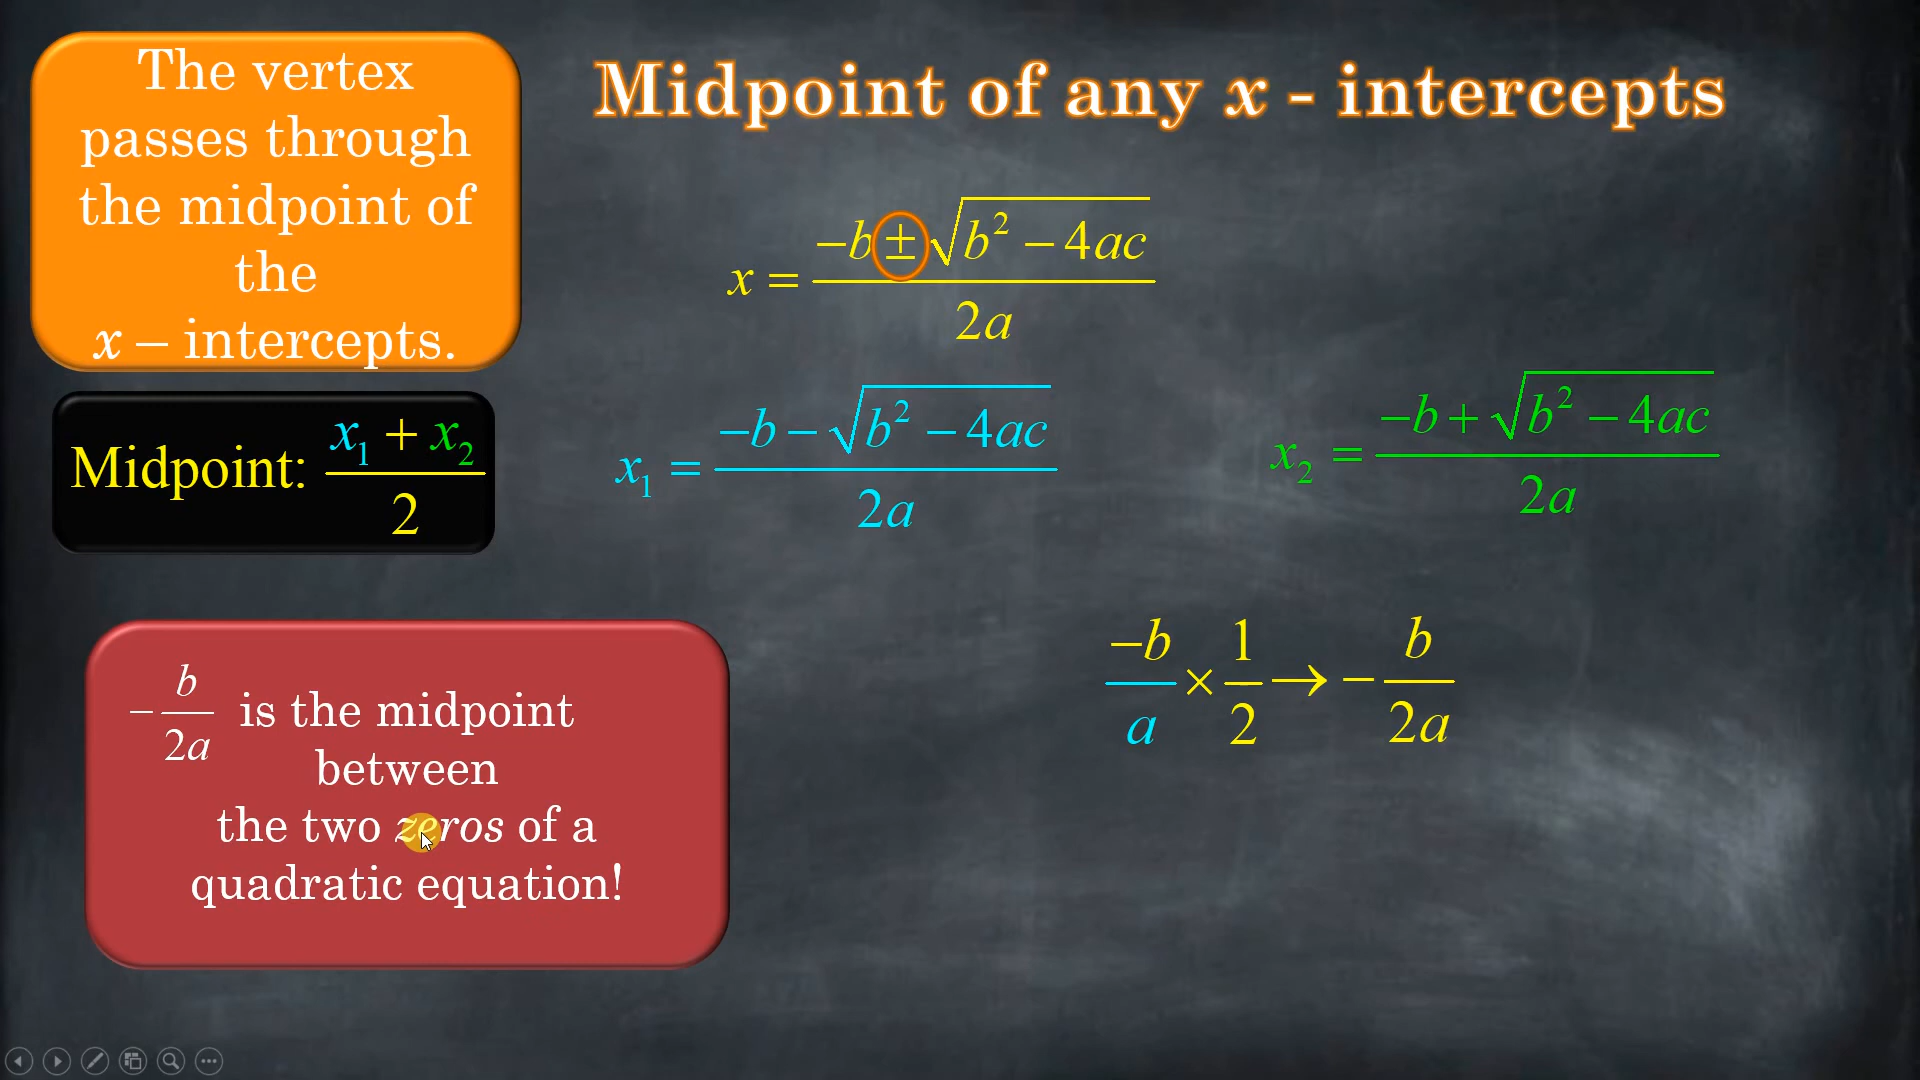 The vertex
passes through
the midpoint of
the
x – intercepts.
Midpoint of any x - intercepts
x = (−b ± √(b² − 4ac)) / 2a
Midpoint: (x₁ + x₂) / 2
x₁ = (−b − √(b² − 4ac)) / 2a
x₂ = (−b + √(b² − 4ac)) / 2a
−b/a × 1/2 → − b/2a
− b/2a is the midpoint
between
the two zeros of a
quadratic equation!